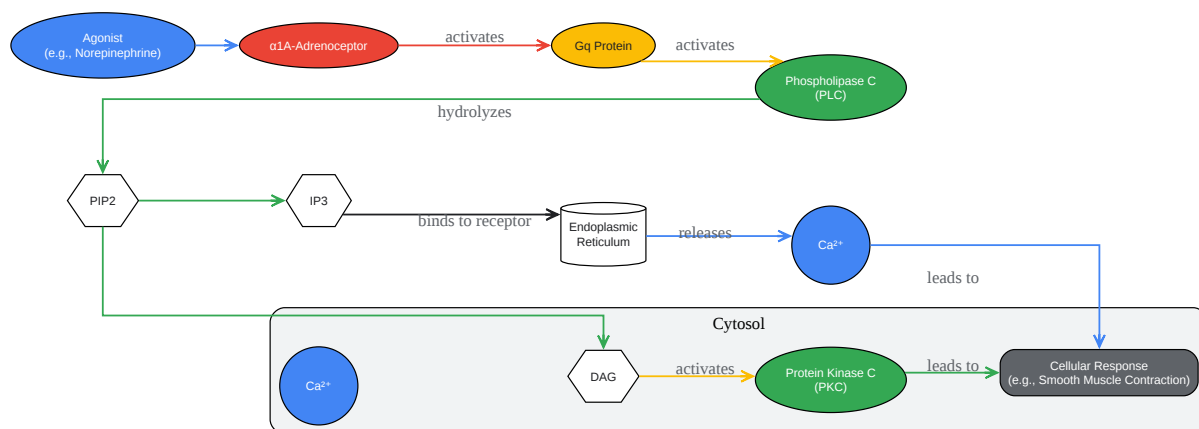 Agonist
(e.g., Norepinephrine)
α1A-Adrenoceptor
activates
Gq Protein
activates
Phospholipase C
(PLC)
hydrolyzes
PIP2
IP3
binds to receptor
Endoplasmic
Reticulum
releases
Ca²⁺
leads to
Cytosol
Ca²⁺
DAG
activates
Protein Kinase C
(PKC)
leads to
Cellular Response
(e.g., Smooth Muscle Contraction)